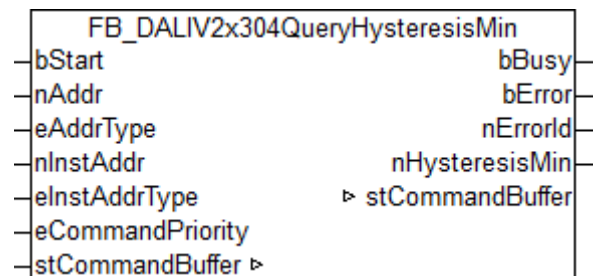 FB_DALIV2x304QueryHysteresisMin
bStart bBusy
nAddr bError
eAddrType nErrorId
nInstAddr nHysteresisMin
eInstAddrType ▹ stCommandBuffer
eCommandPriority
stCommandBuffer ▹